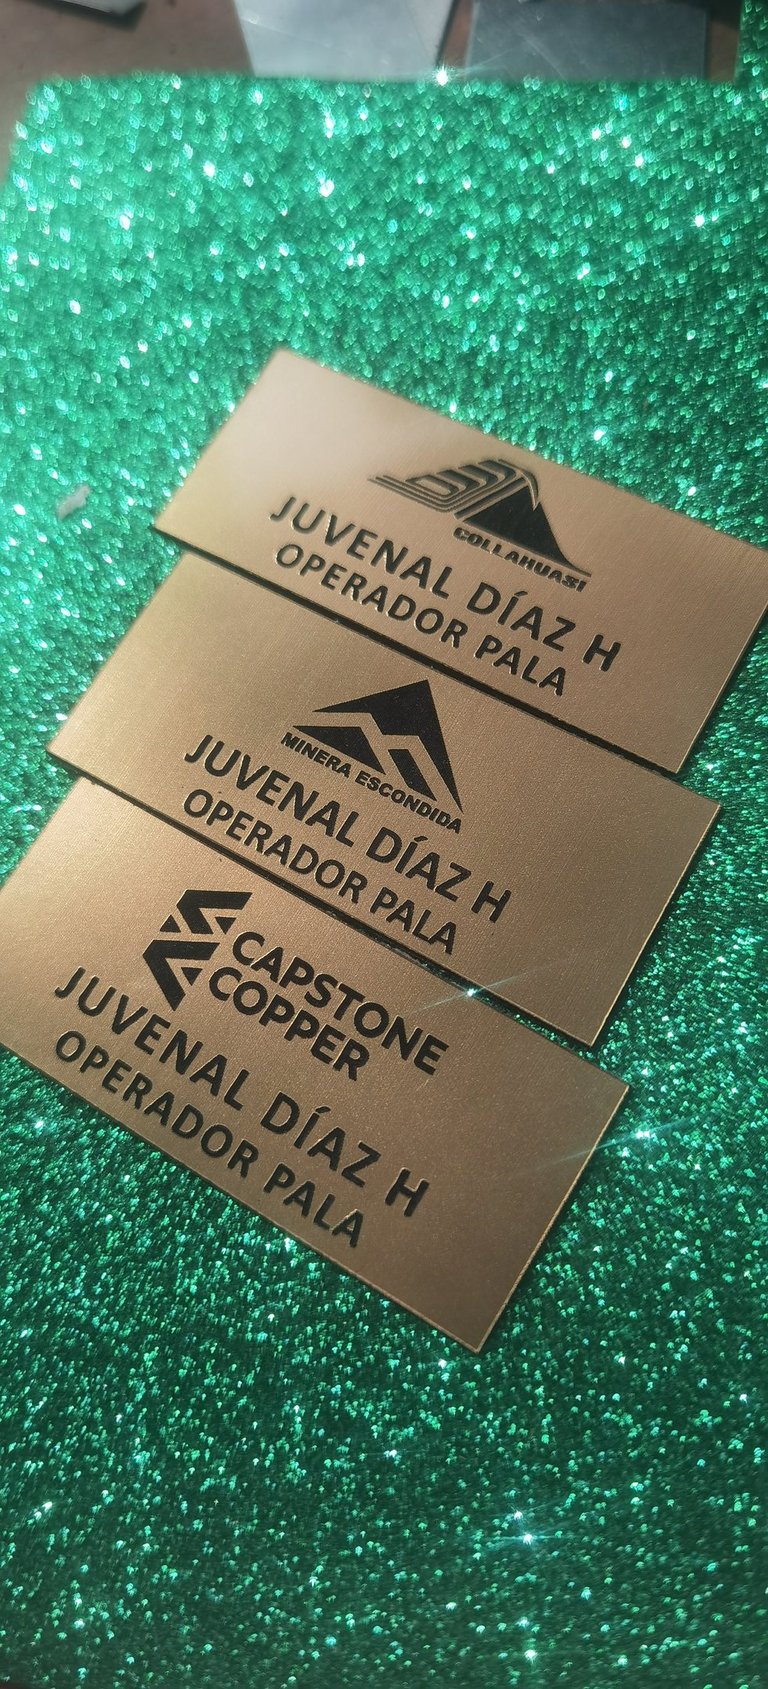 COLLAHUASI
JUVENAL DÍAZ H
OPERADOR PALA
MINERA ESCONDIDA
JUVENAL DÍAZ H
OPERADOR PALA
CAPSTONE
COPPER
JUVENAL DÍAZ H
OPERADOR PALA